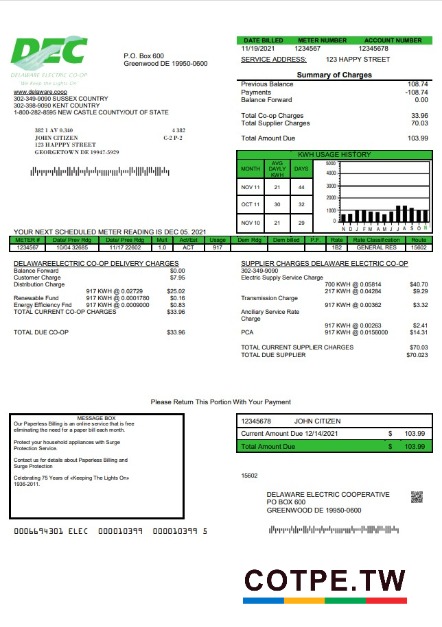 DEC
DELAWARE ELECTRIC CO-OP
We Keep the Lights On
www.delaware.coop
302-349-9090 SUSSEX COUNTRY
302-398-9090 KENT COUNTRY
1-800-282-8595 NEW CASTLE COUNTY/OUT OF STATE
P.O. Box 600
Greenwood DE 19950-0600
DATE BILLED METER NUMBER ACCOUNT NUMBER
11/19/2021 1234567 12345678
SERVICE ADDRESS: 123 HAPPY STREET
Summary of Charges
Previous Balance 108.74
Payments -108.74
Balance Forward 0.00
Total Co-op Charges 33.96
Total Supplier Charges 70.03
Total Amount Due 103.99
382 1 AV 0.340 4 382
JOHN CITIZEN C-2 P-2
123 HAPPPY STREET
GEORGETOWN DE 19947-5929
KWH USAGE HISTORY
MONTH AVG DAYLY KWH DAYS
NOV 11 21 44
OCT 11 30 32
NOV 10 21 29
5000
4000
3000
2000
1000
0
N D J F M A M J J A S O N
YOUR NEXT SCHEDULED METER READING IS DEC 05. 2021
METER # Date/ Prev Rdg Date/ Pres Rdg Mult Act/Est Usage Dem Rdg Dem billed P.F. Rate Rate Classification Route
1234567 10/04 32685 11/17 22602 1.0 ACT 917 1B2 GENERAL RES 15602
DELAWAREELECTRIC CO-OP DELIVERY CHARGES
Balance Forward $0.00
Customer Charge $7.95
Distribution Charge
917 KWH @ 0.02729 $25.02
Renewable Fund 917 KWH @ 0.0001780 $0.16
Energy Efficiency Fnd 917 KWH @ 0.0009000 $0.83
TOTAL CURRENT CO-OP CHARGES $33.96
TOTAL DUE CO-OP $33.96
SUPPLIER CHARGES DELAWARE ELECTRIC CO-OP
302-349-9090
Electric Supply Service Charge
700 KWH @ 0.05814 $40.70
217 KWH @ 0.04284 $9.29
Transmission Charge
917 KWH @ 0.00362 $3.32
Ancillary Service Rate
Charge
917 KWH @ 0.00263 $2.41
PCA 917 KWH @ 0.0156000 $14.31
TOTAL CURRENT SUPPLIER CHARGES $70.03
TOTAL DUE SUPPLIER $70.023
Please Return This Portion With Your Payment
MESSAGE BOX
Our Paperless Billing is an online service that is free
eliminating the need for a paper bill each month.
Protect your household appliances with Surge
Protection Service.
Contact us for details about Paperless Billing and
Surge Protection
Celebrating 75 Years of «Keeping The Lights On»
1936-2011.
12345678 JOHN CITIZEN
Current Amount Due 12/14/2021 $ 103.99
Total Amount Due $ 103.99
15602
DELAWARE ELECTRIC COOPERATIVE
PO BOX 600
GREENWOOD DE 19950-0600
0006694301 ELEC 000010399 000010399 5
COTPE.TW